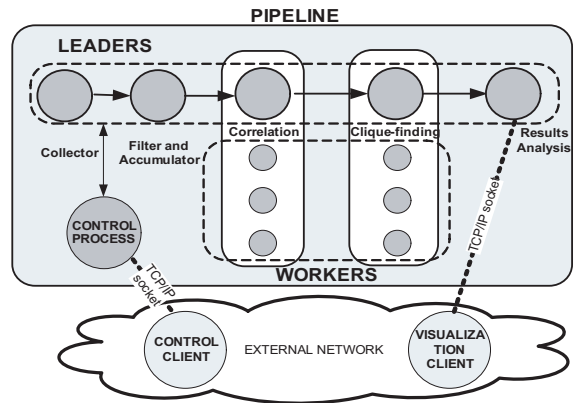 PIPELINE
LEADERS
Collector
Filter and
Accumulator
Correlation
Clique-finding
Results
Analysis
CONTROL
PROCESS
TCP/IP
socket
TCP/IP socket
WORKERS
CONTROL
CLIENT
EXTERNAL NETWORK
VISUALIZA
TION
CLIENT